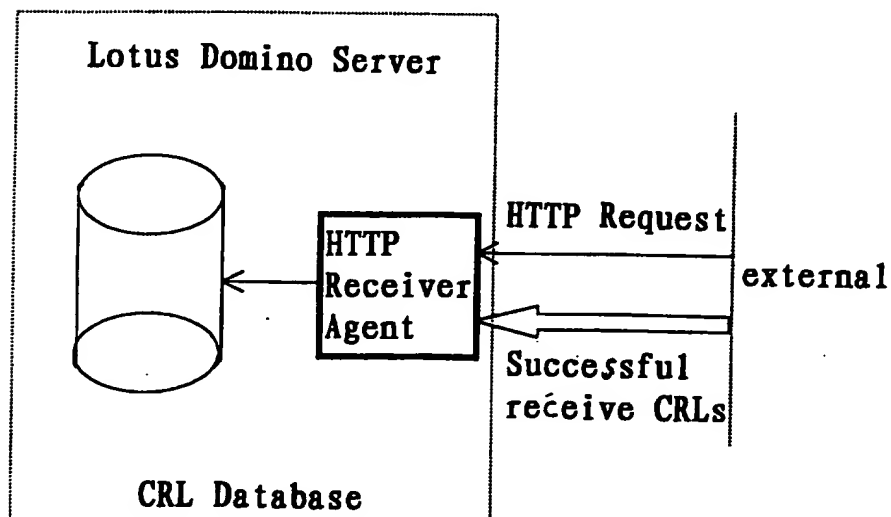 Lotus Domino Server
HTTP Request
HTTP
Receiver
Agent
external
Successful
receive CRLs
CRL Database